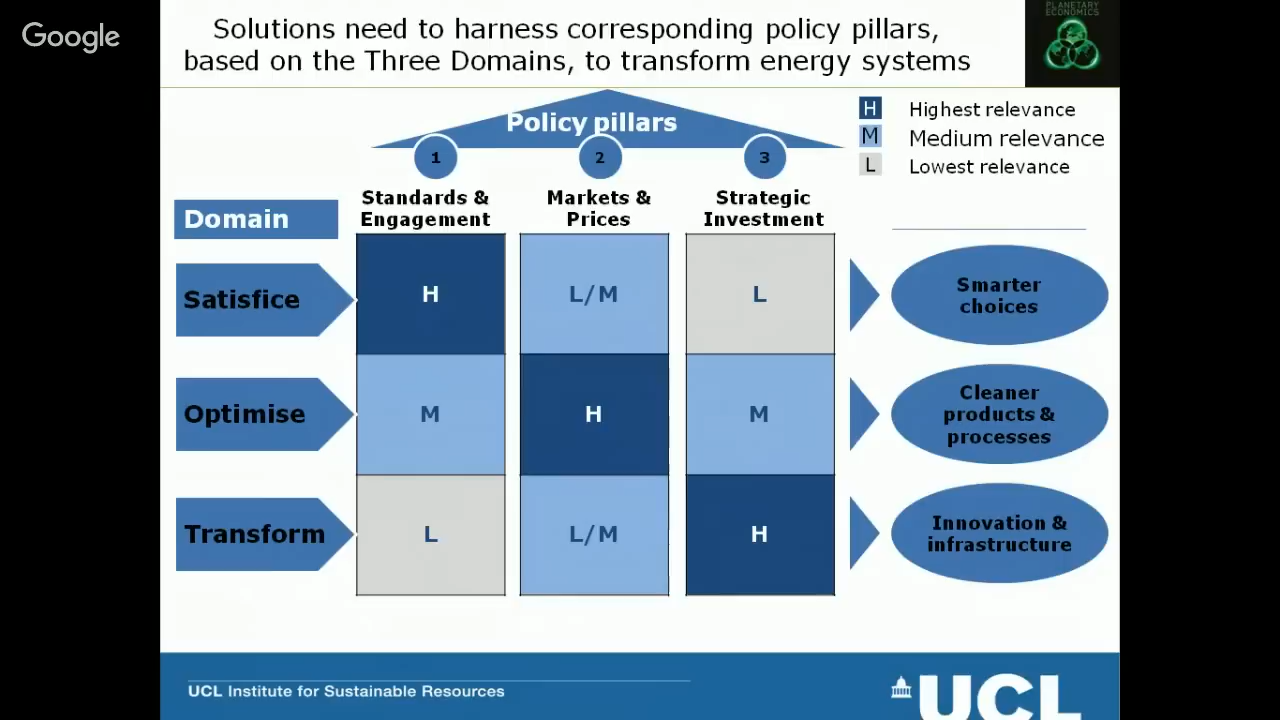 Google
Solutions need to harness corresponding policy pillars,
based on the Three Domains, to transform energy systems
PLANETARY
ECONOMICS
Policy pillars
H Highest relevance
M Medium relevance
L Lowest relevance
1 2 3
Standards &
Engagement
Markets &
Prices
Strategic
Investment
Domain
Satisfice H L/M L
Smarter
choices
Optimise M H M
Cleaner
products &
processes
Transform L L/M H
Innovation &
infrastructure
UCL Institute for Sustainable Resources
UCL